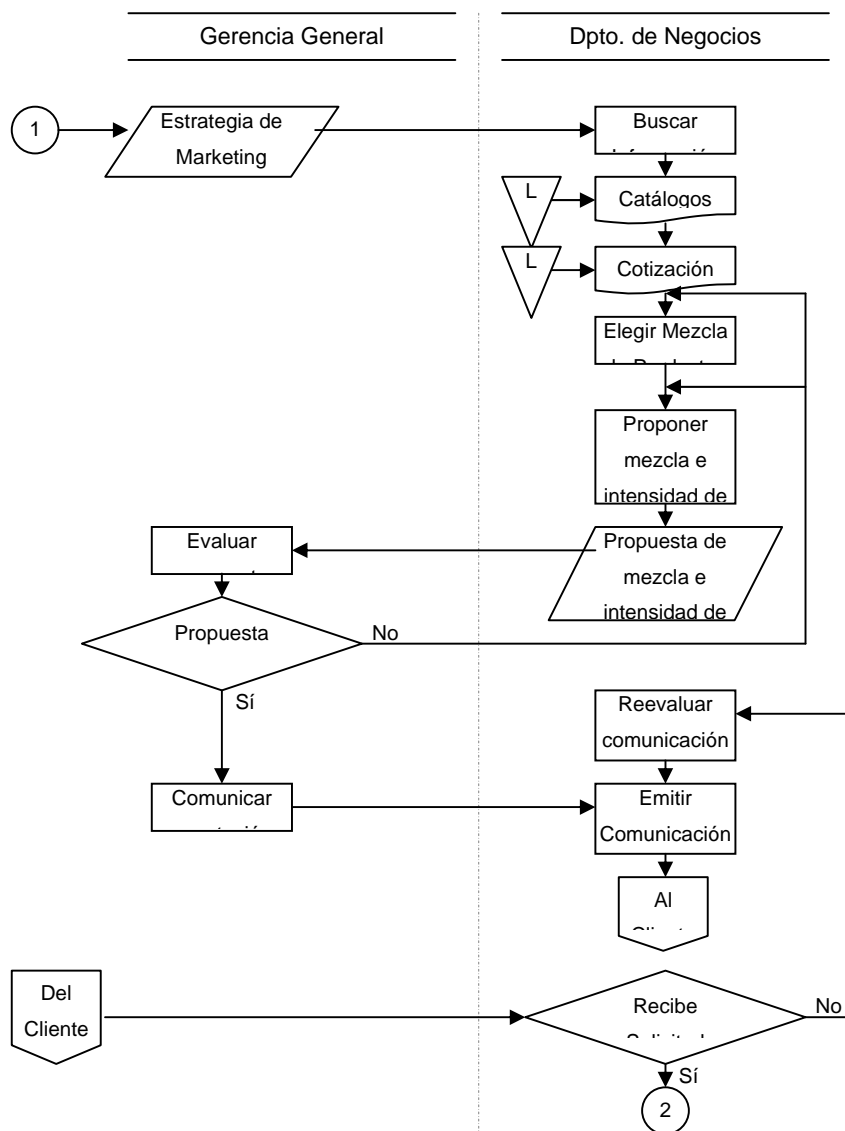 Gerencia General
Dpto. de Negocios
1
Estrategia de
Marketing
Buscar
L
Catálogos
L
Cotización
Elegir Mezcla
Proponer
mezcla e
intensidad de
Evaluar
Propuesta de
mezcla e
intensidad de
Propuesta
No
Sí
Reevaluar
comunicación
Comunicar
Emitir
Comunicación
Al
Del
Cliente
Recibe
No
Sí
2